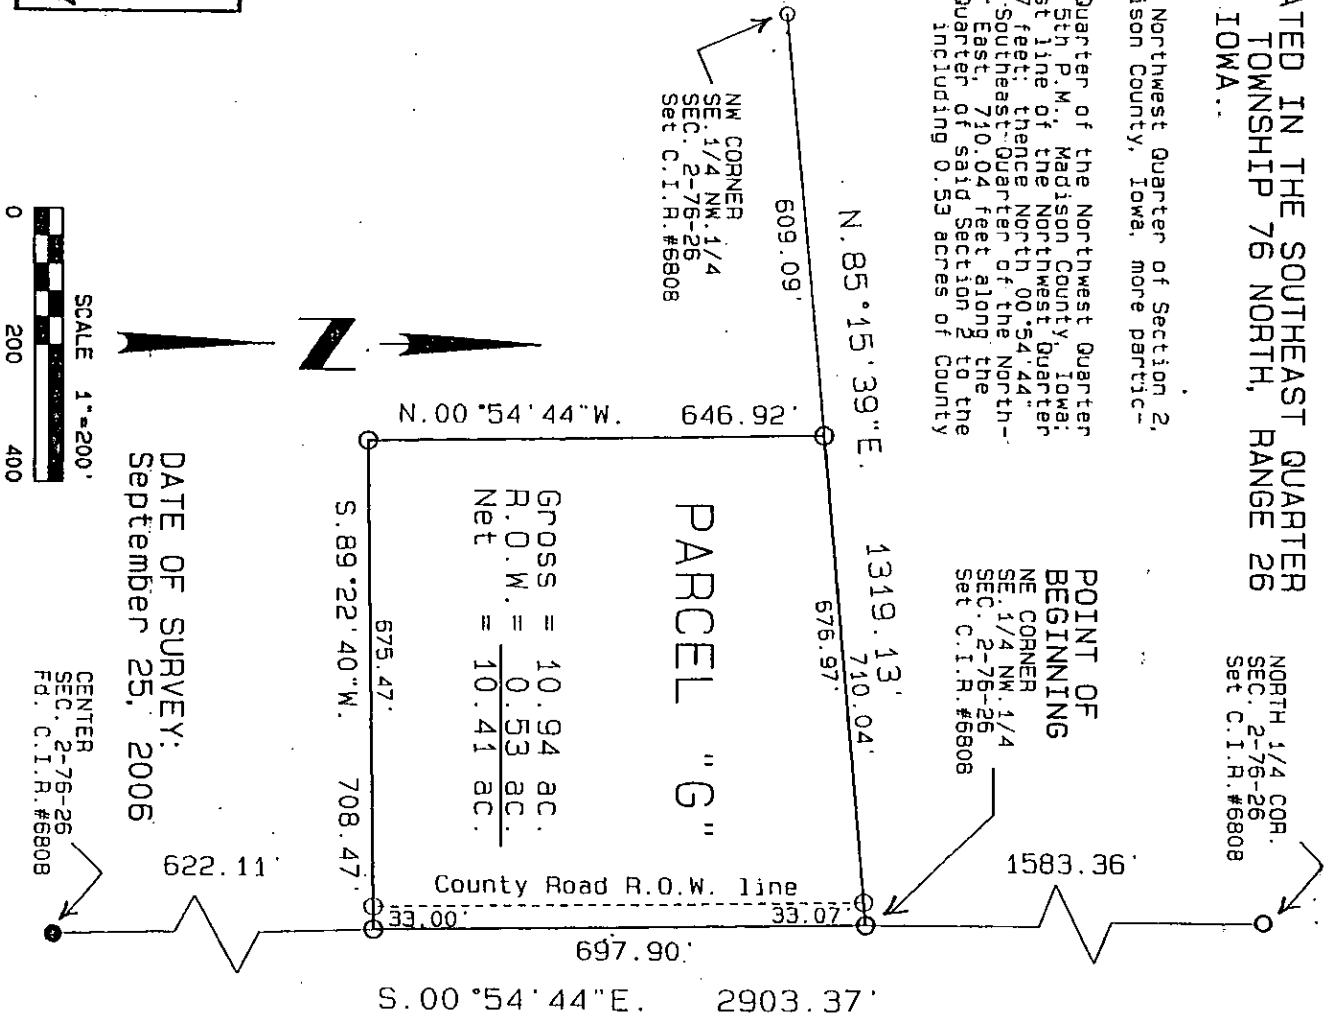 ATED IN THE SOUTHEAST QUARTER
TOWNSHIP 76 NORTH, RANGE 26
IOWA..
Northwest Quarter of Section 2,
ison County, Iowa, more partic-
Quarter of the Northwest Quarter
5th P.M., Madison County, Iowa;
st line of the Northwest Quarter
7 feet; thence North 00°54'44"
Southeast Quarter of the North-
East, 710.04 feet along the
Quarter of said Section 2 to the
including 0.53 acres of County
NORTH 1/4 COR.
SEC. 2-76-26
Set C.I.R.#6808
1583.36'
POINT OF
BEGINNING
NE CORNER
SE.1/4 NW.1/4
SEC. 2-76-26
Set C.I.R.#6808
N.85°15'39"E. 1319.13'
609.09'
710.04'
676.97'
NW CORNER
SE.1/4 NW.1/4
SEC. 2-76-26
Set C.I.R.#6808
PARCEL "G"
Gross = 10.94 ac.
R.O.W. = 0.53 ac.
Net = 10.41 ac.
N.00°54'44"W. 646.92'
County Road R.O.W. line
33.00'
33.07'
697.90'
S.00°54'44"E. 2903.37'
675.47'
S.89°22'40"W. 708.47'
622.11'
N
SCALE 1"=200'
0 200 400
DATE OF SURVEY:
September 25, 2006
CENTER
SEC. 2-76-26
Fd. C.I.R.#6808